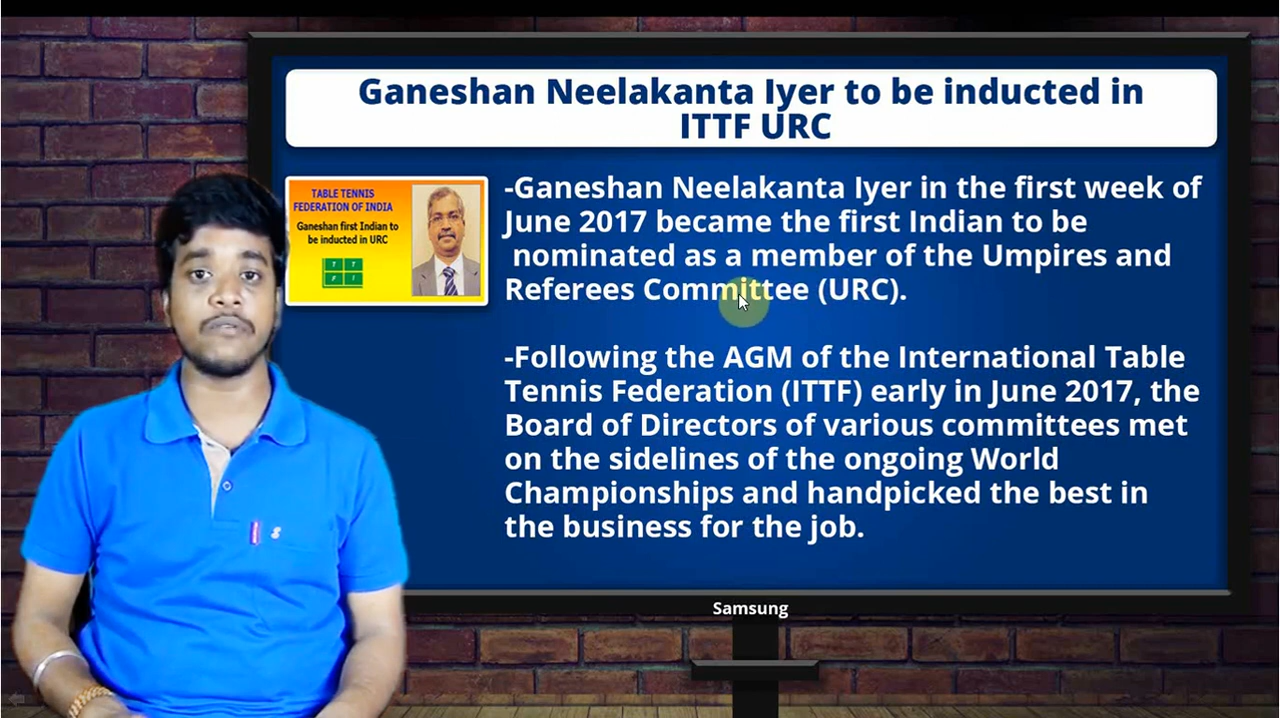 Ganeshan Neelakanta Iyer to be inducted in
ITTF URC
TABLE TENNIS
FEDERATION OF INDIA
Ganeshan first Indian to
be inducted in URC
T T
F I
-Ganeshan Neelakanta Iyer in the first week of
June 2017 became the first Indian to be
nominated as a member of the Umpires and
Referees Committee (URC).
-Following the AGM of the International Table
Tennis Federation (ITTF) early in June 2017, the
Board of Directors of various committees met
on the sidelines of the ongoing World
Championships and handpicked the best in
the business for the job.
Samsung